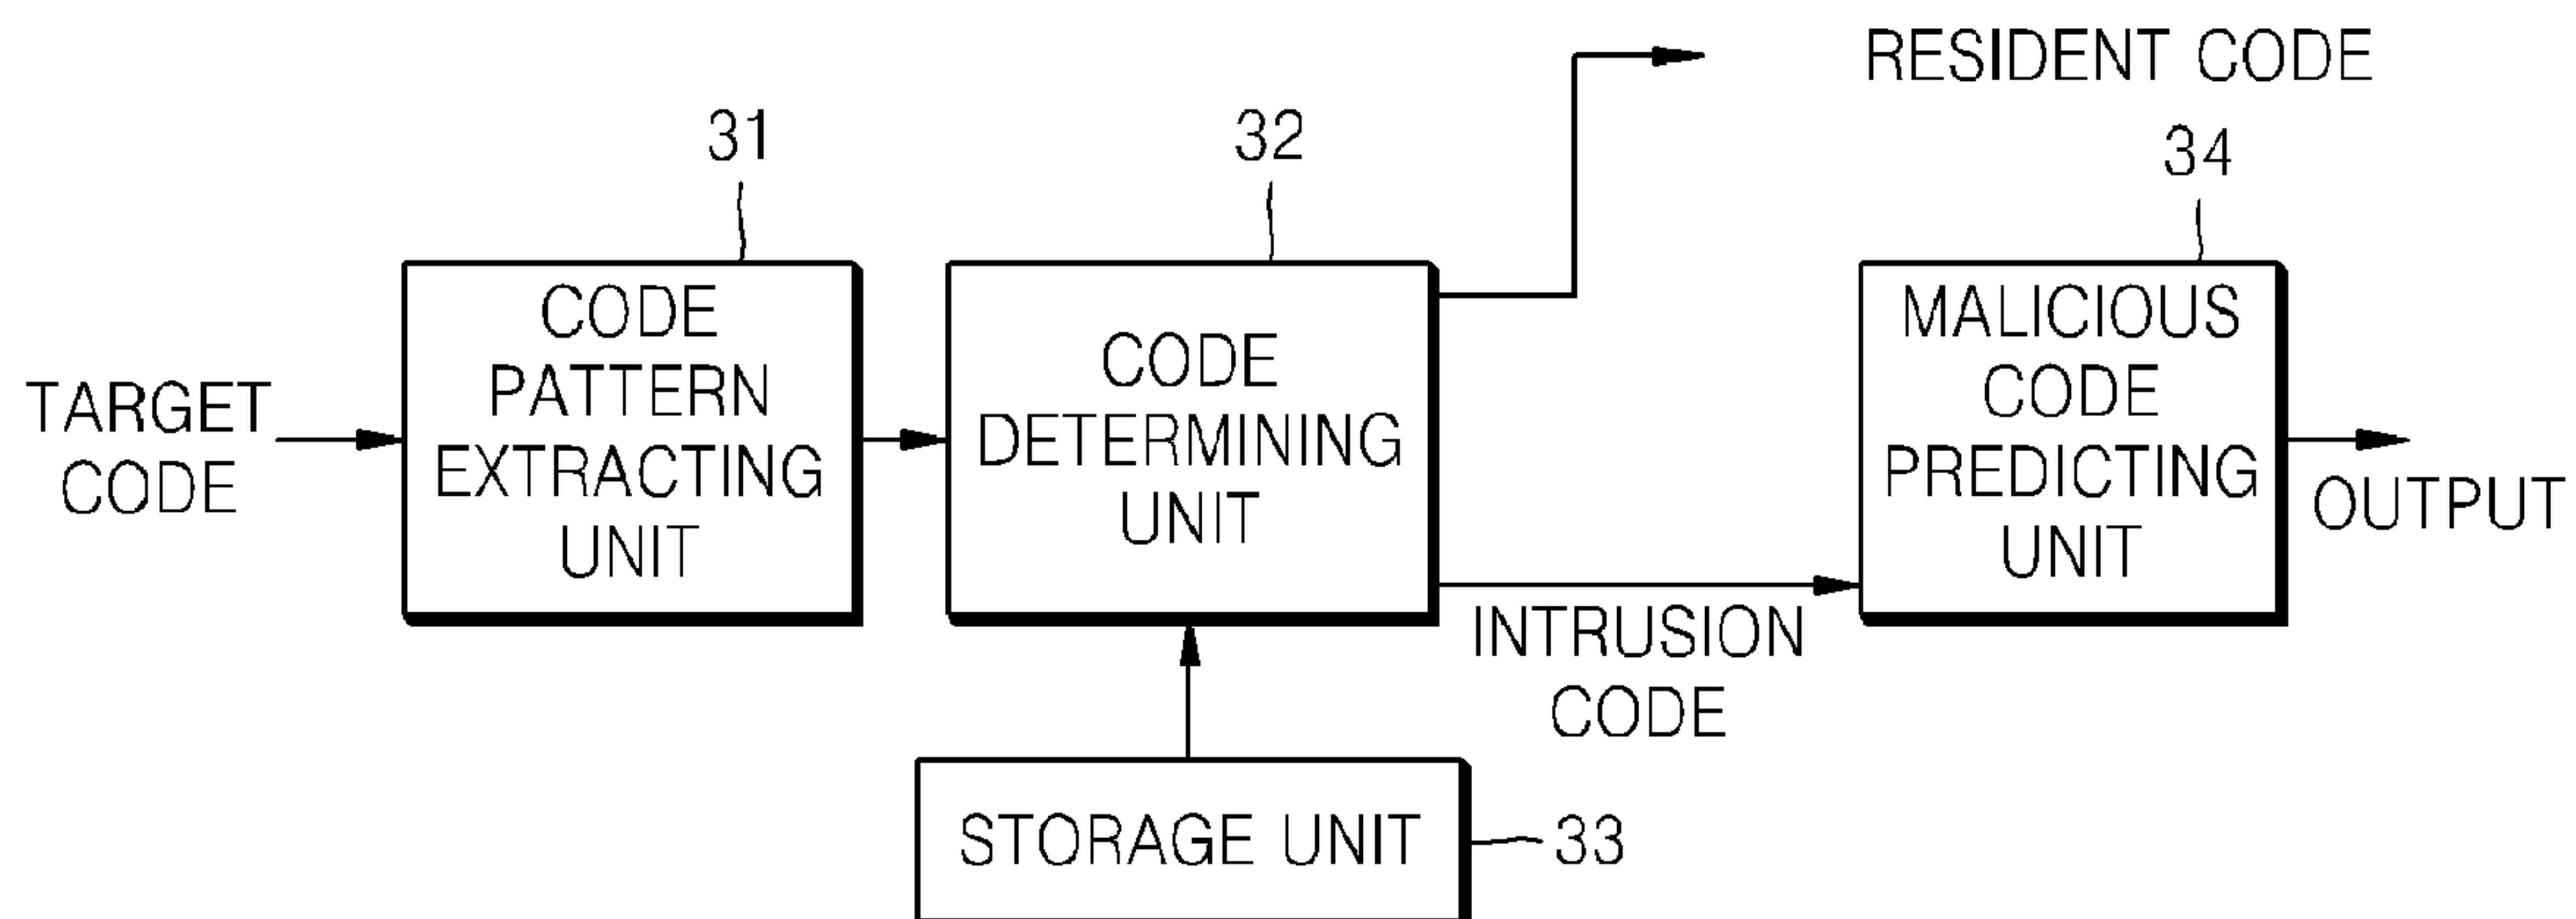 RESIDENT CODE
31
32
34
TARGET
CODE
CODE
PATTERN
EXTRACTING
UNIT
CODE
DETERMINING
UNIT
MALICIOUS
CODE
PREDICTING
UNIT
OUTPUT
INTRUSION
CODE
STORAGE UNIT
33